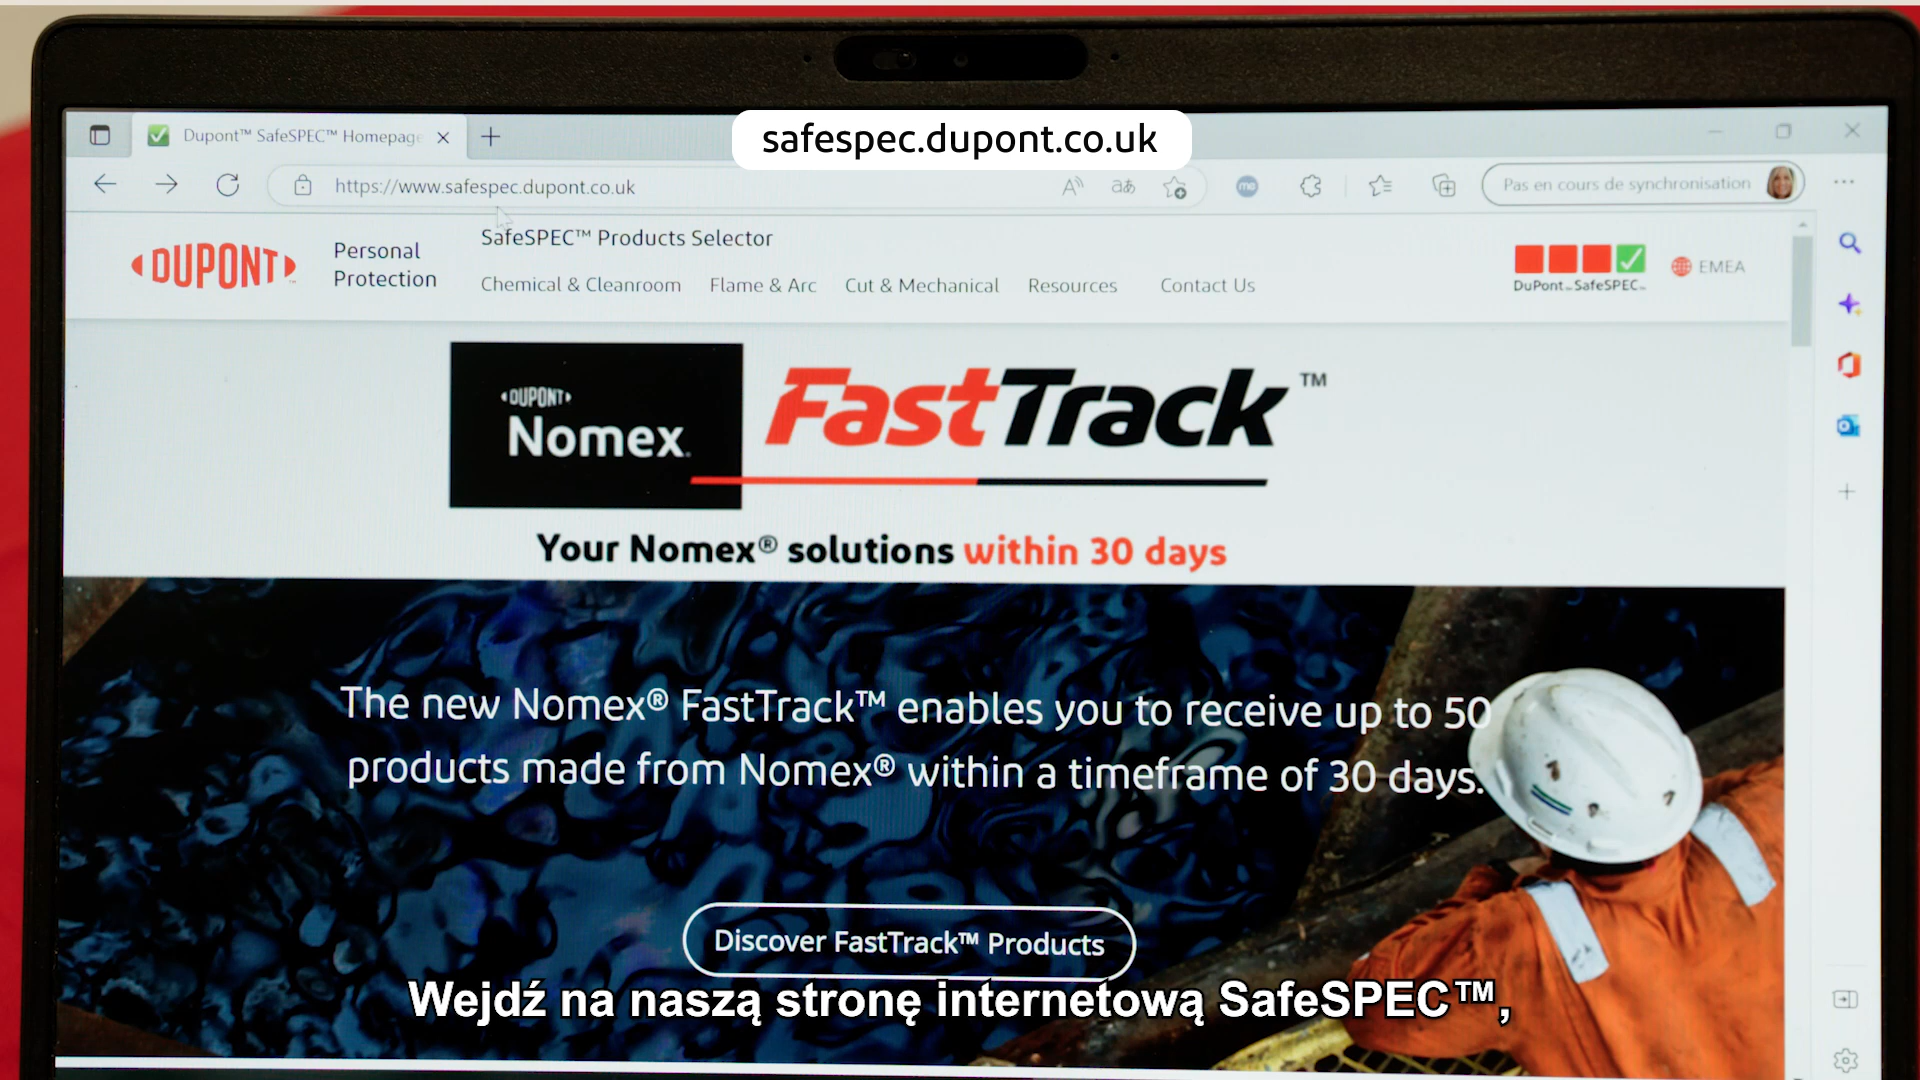 safespec.dupont.co.uk
Dupont™ SafeSPEC™ Homepage
https://www.safespec.dupont.co.uk
Pas en cours de synchronisation
DUPONT™
Personal
Protection
SafeSPEC™ Products Selector
Chemical & Cleanroom Flame & Arc Cut & Mechanical Resources Contact Us
DuPont™ SafeSPEC™
EMEA
DUPONT
Nomex®
FastTrack™
Your Nomex® solutions within 30 days
The new Nomex® FastTrack™ enables you to receive up to 50
products made from Nomex® within a timeframe of 30 days.
Discover FastTrack™ Products
Wejdź na naszą stronę internetową SafeSPEC™,